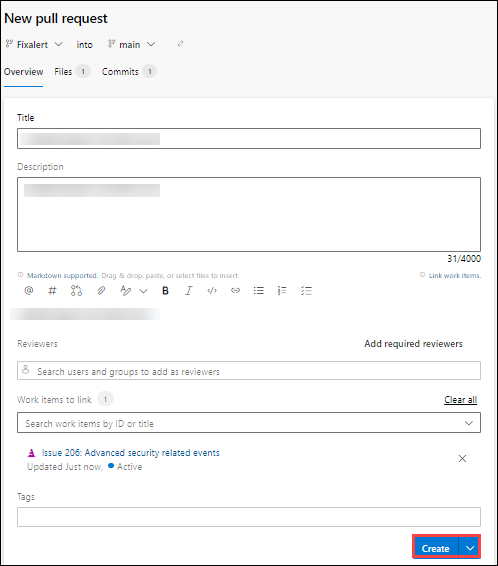 New pull request
Fixalert into main
Overview Files 1 Commits 1
Title
Description
31/4000
Markdown supported. Drag & drop, paste, or select files to insert. Link work items.
Reviewers Add required reviewers
Search users and groups to add as reviewers
Work items to link 1 Clear all
Search work items by ID or title
Issue 206: Advanced security related events
Updated Just now, Active
Tags
Create